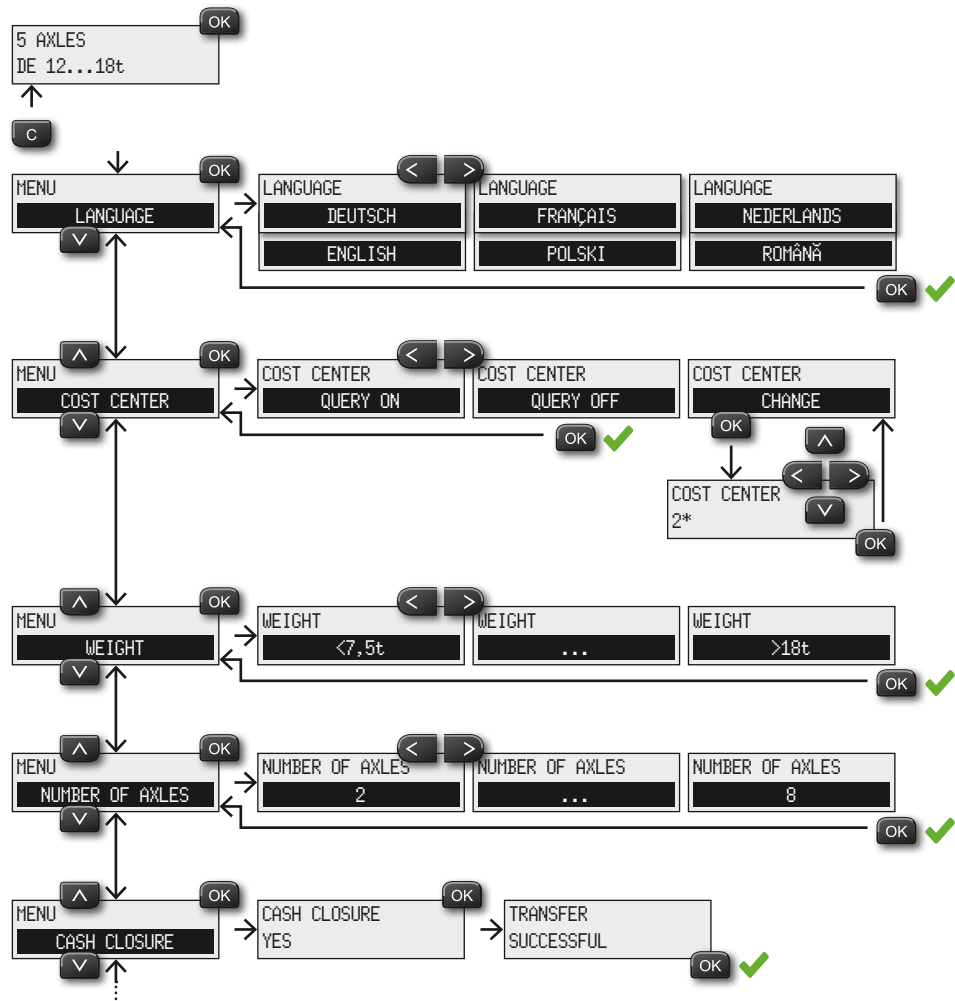 OK
5 AXLES
DE 12...18t
C
OK
MENU
LANGUAGE
LANGUAGE
DEUTSCH
ENGLISH
LANGUAGE
FRANÇAIS
POLSKI
LANGUAGE
NEDERLANDS
ROMÂNĂ
OK
OK
MENU
COST CENTER
COST CENTER
QUERY ON
COST CENTER
QUERY OFF
COST CENTER
CHANGE
OK
OK
COST CENTER
2*
OK
OK
MENU
WEIGHT
WEIGHT
<7,5t
WEIGHT
...
WEIGHT
>18t
OK
OK
MENU
NUMBER OF AXLES
NUMBER OF AXLES
2
NUMBER OF AXLES
...
NUMBER OF AXLES
8
OK
OK
MENU
CASH CLOSURE
OK
CASH CLOSURE
YES
TRANSFER
SUCCESSFUL
OK